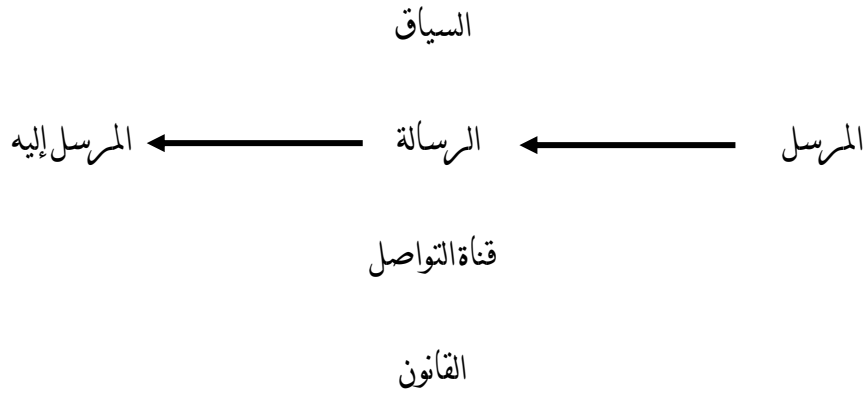 السياق
المرسل الرسالة المرسل إليه
قناة التواصل
القانون